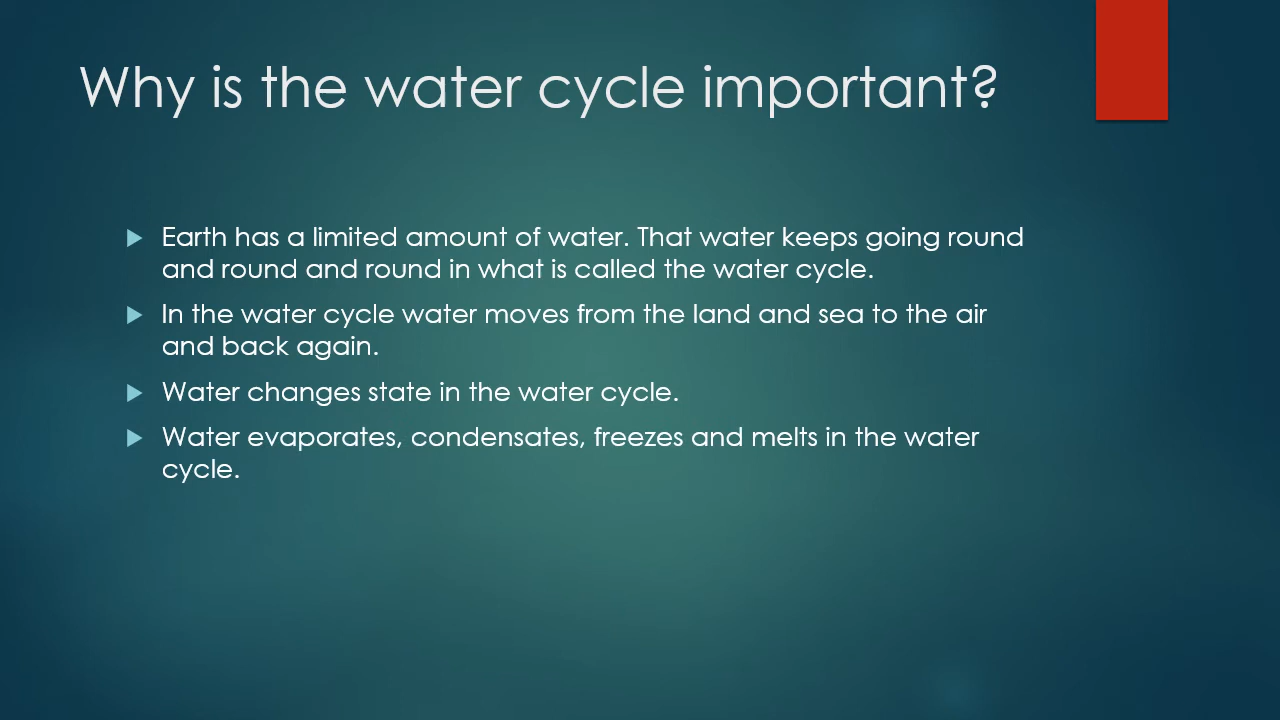 Why is the water cycle important?
Earth has a limited amount of water. That water keeps going round
and round and round in what is called the water cycle.
In the water cycle water moves from the land and sea to the air
and back again.
Water changes state in the water cycle.
Water evaporates, condensates, freezes and melts in the water
cycle.